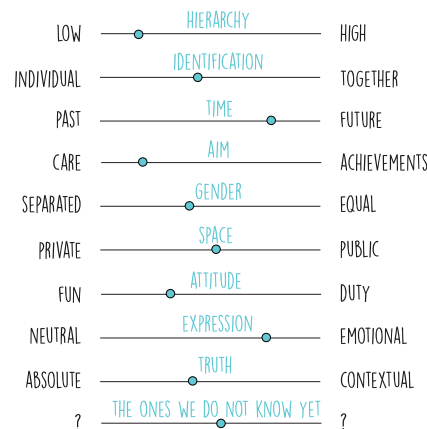 HIERARCHY
LOW HIGH
IDENTIFICATION
INDIVIDUAL TOGETHER
TIME
PAST FUTURE
AIM
CARE ACHIEVEMENTS
GENDER
SEPARATED EQUAL
SPACE
PRIVATE PUBLIC
ATTITUDE
FUN DUTY
EXPRESSION
NEUTRAL EMOTIONAL
TRUTH
ABSOLUTE CONTEXTUAL
THE ONES WE DO NOT KNOW YET
? ?